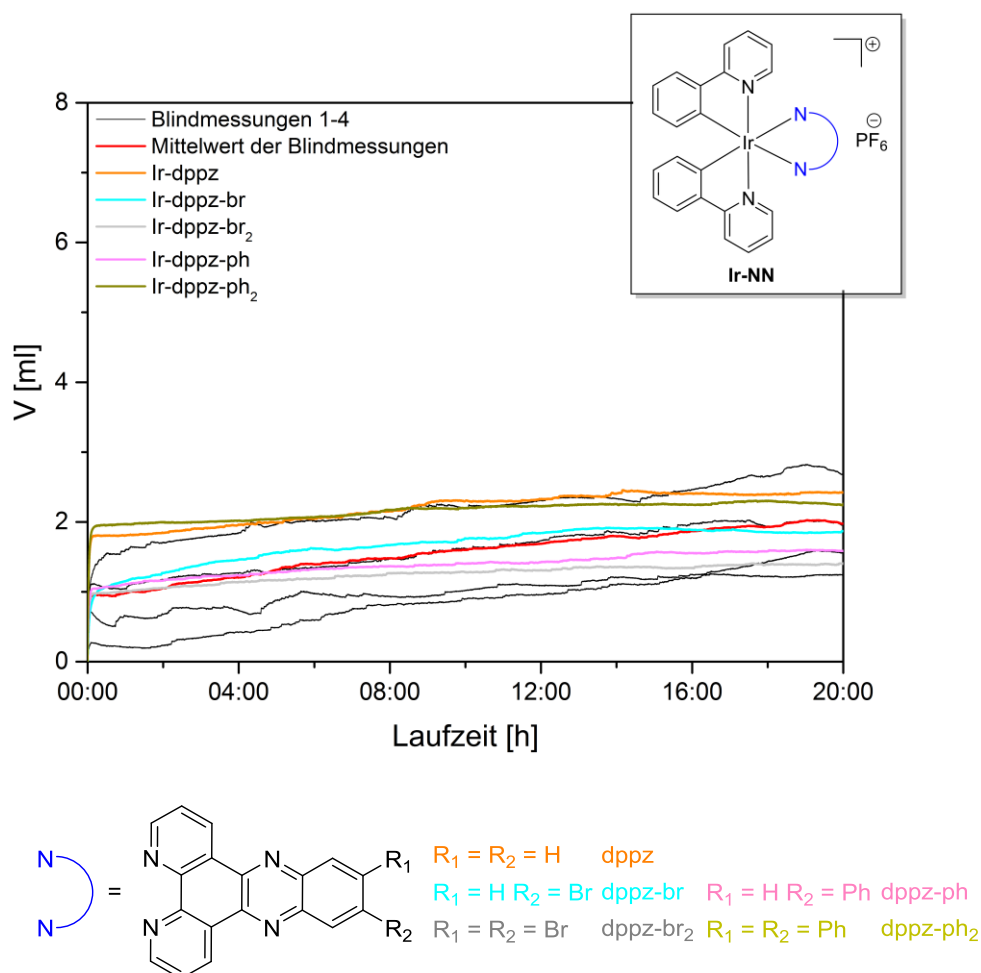 N
⊕
8
Blindmessungen 1-4
N
Mittelwert der Blindmessungen
Ir
⊖
PF6
Ir-dppz
N
Ir-dppz-br
N
Ir-dppz-br2
6
Ir-dppz-ph
Ir-NN
Ir-dppz-ph2
V [ml]
4
2
0
00:00 04:00 08:00 12:00 16:00 20:00
Laufzeit [h]
N
N
N
R1
R1 = R2 = H dppz
=
R1 = H R2 = Br dppz-br R1 = H R2 = Ph dppz-ph
N
N
N
R2
R1 = R2 = Br dppz-br2 R1 = R2 = Ph dppz-ph2